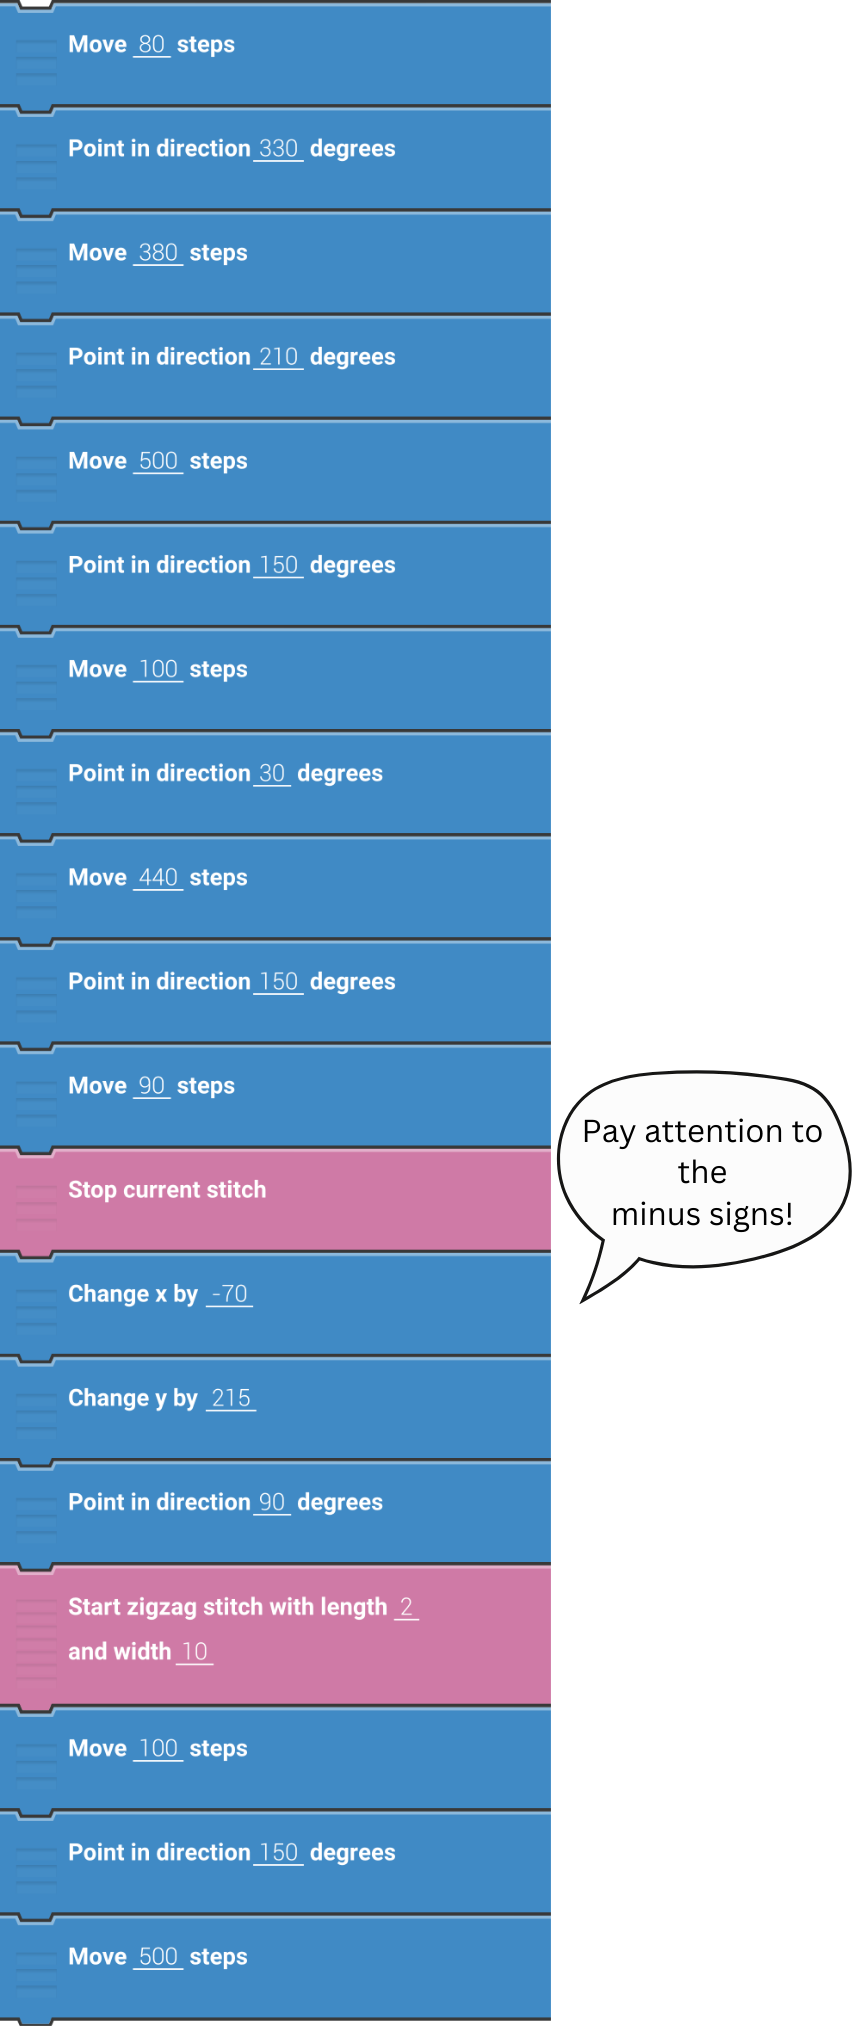 Move 80 steps
Point in direction 330 degrees
Move 380 steps
Point in direction 210 degrees
Move 500 steps
Point in direction 150 degrees
Move 100 steps
Point in direction 30 degrees
Move 440 steps
Point in direction 150 degrees
Move 90 steps
Pay attention to
the
minus signs!
Stop current stitch
Change x by -70
Change y by 215
Point in direction 90 degrees
Start zigzag stitch with length 2
and width 10
Move 100 steps
Point in direction 150 degrees
Move 500 steps